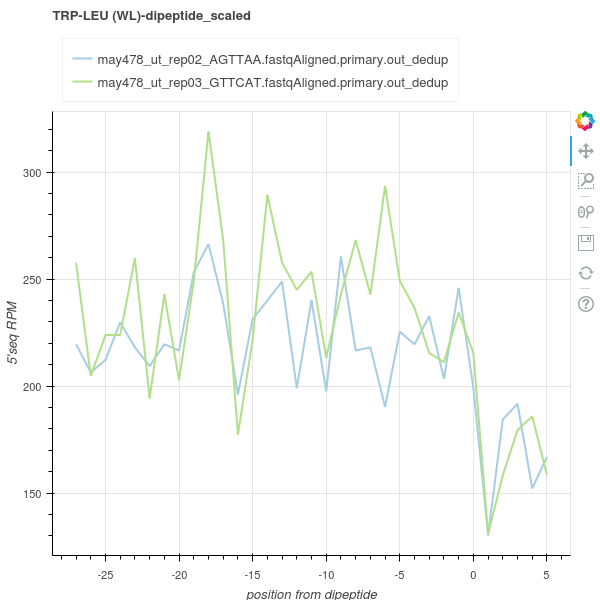 TRP-LEU (WL)-dipeptide_scaled
may478_ut_rep02_AGTTAA.fastqAligned.primary.out_dedup
may478_ut_rep03_GTTCAT.fastqAligned.primary.out_dedup
300
250
200
150
5'seq RPM
-25 -20 -15 -10 -5 0 5
position from dipeptide